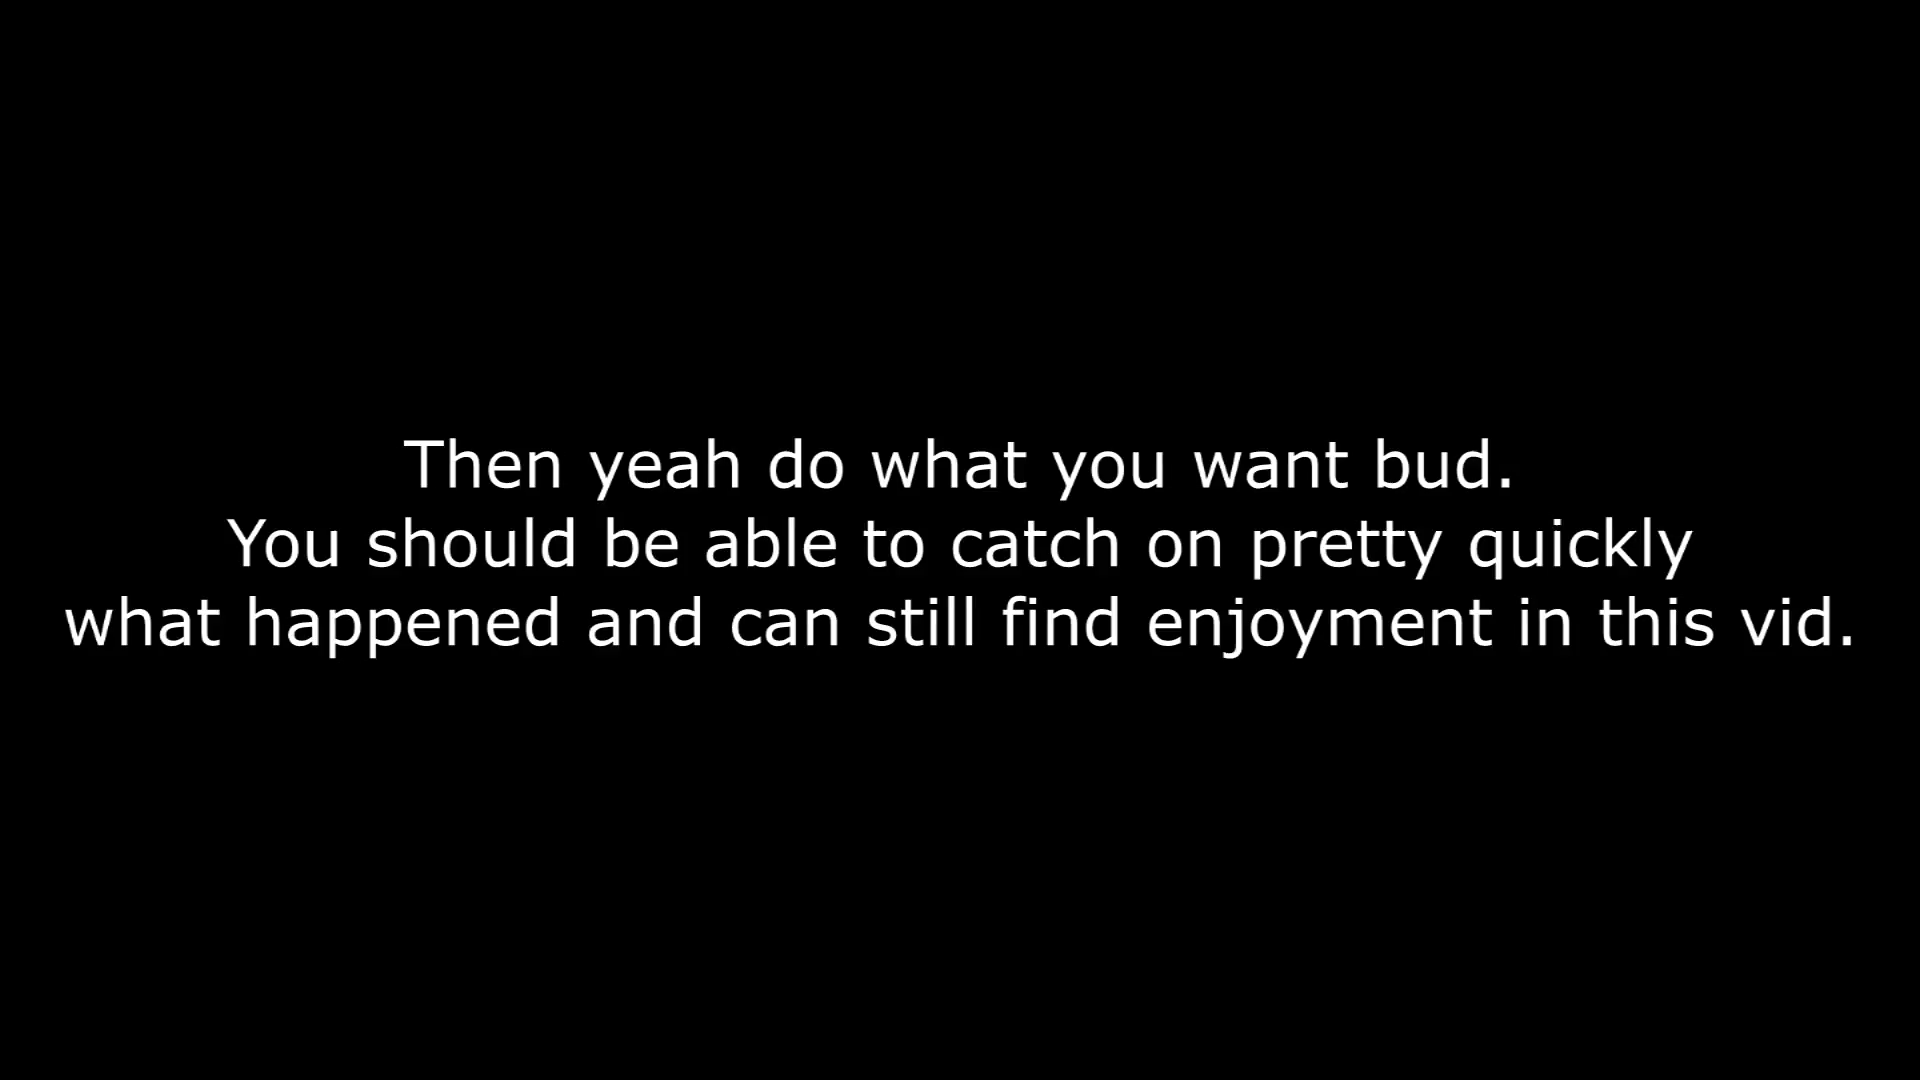 Then yeah do what you want bud.
You should be able to catch on pretty quickly
what happened and can still find enjoyment in this vid.